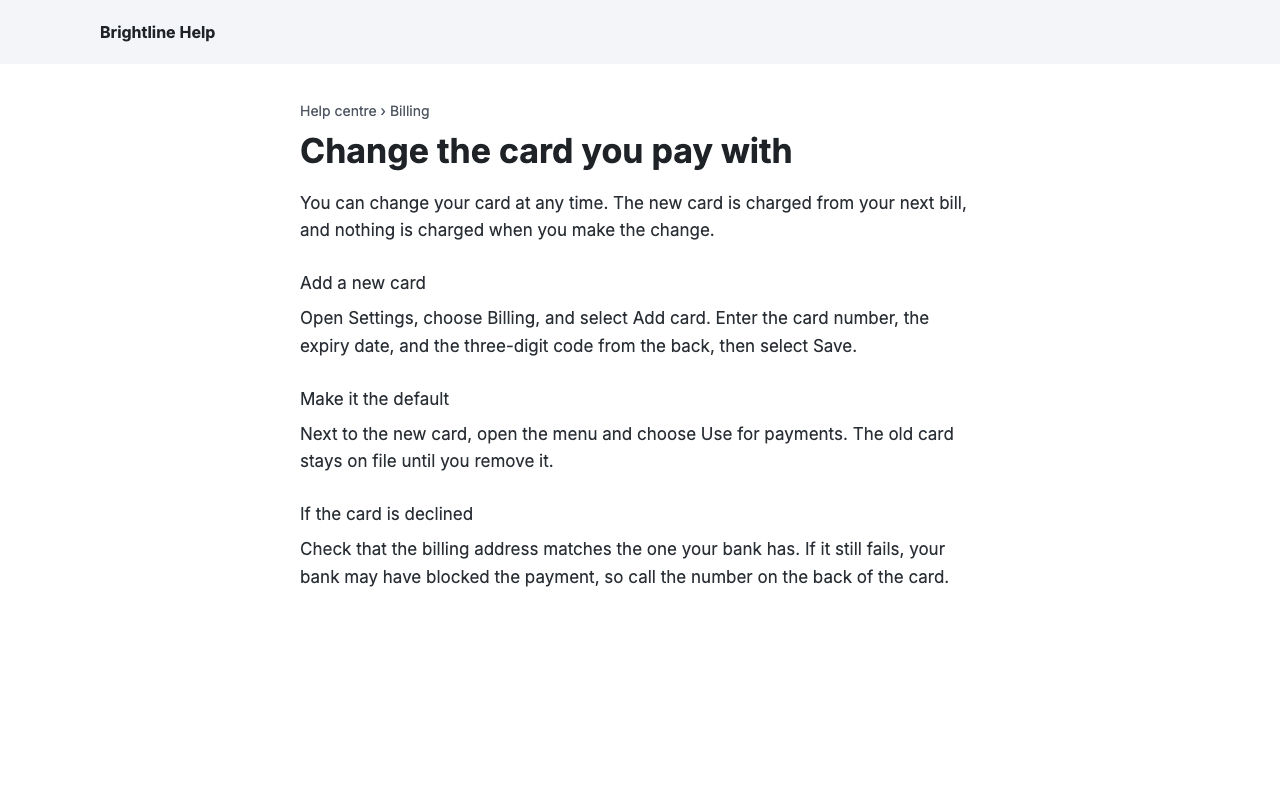 Brightline Help
Help centre › Billing
Change the card you pay with
You can change your card at any time. The new card is charged from your next bill,
and nothing is charged when you make the change.
Add a new card
Open Settings, choose Billing, and select Add card. Enter the card number, the
expiry date, and the three-digit code from the back, then select Save.
Make it the default
Next to the new card, open the menu and choose Use for payments. The old card
stays on file until you remove it.
If the card is declined
Check that the billing address matches the one your bank has. If it still fails, your
bank may have blocked the payment, so call the number on the back of the card.